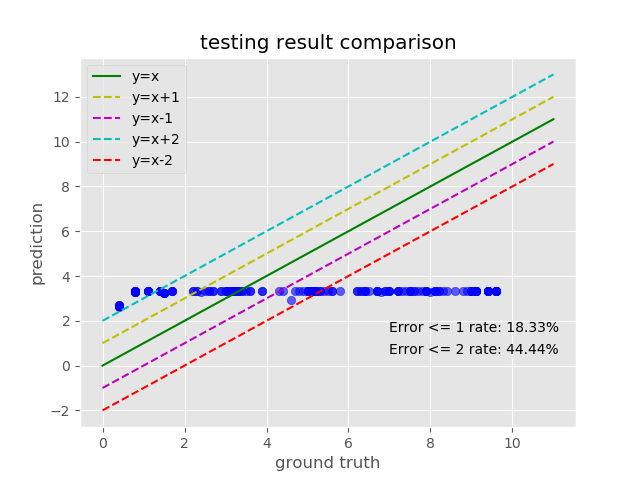 testing result comparison
y=x
y=x+1
y=x-1
y=x+2
y=x-2
12
10
8
6
4
2
0
−2
prediction
Error <= 1 rate: 18.33%
Error <= 2 rate: 44.44%
0 2 4 6 8 10
ground truth